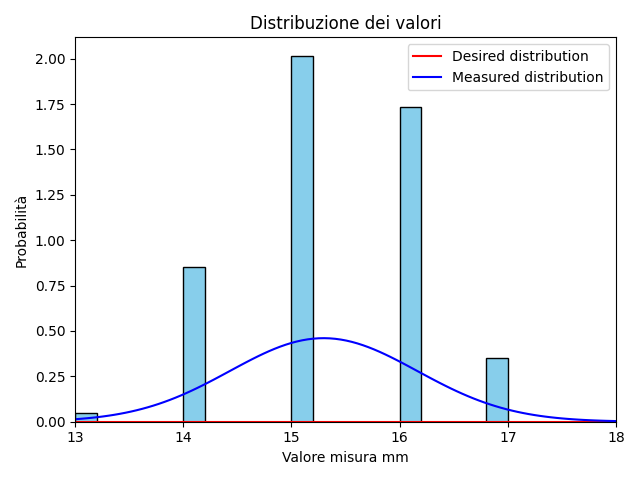 Distribuzione dei valori
Desired distribution
Measured distribution
Probabilità
2.00
1.75
1.50
1.25
1.00
0.75
0.50
0.25
0.00
13 14 15 16 17 18
Valore misura mm